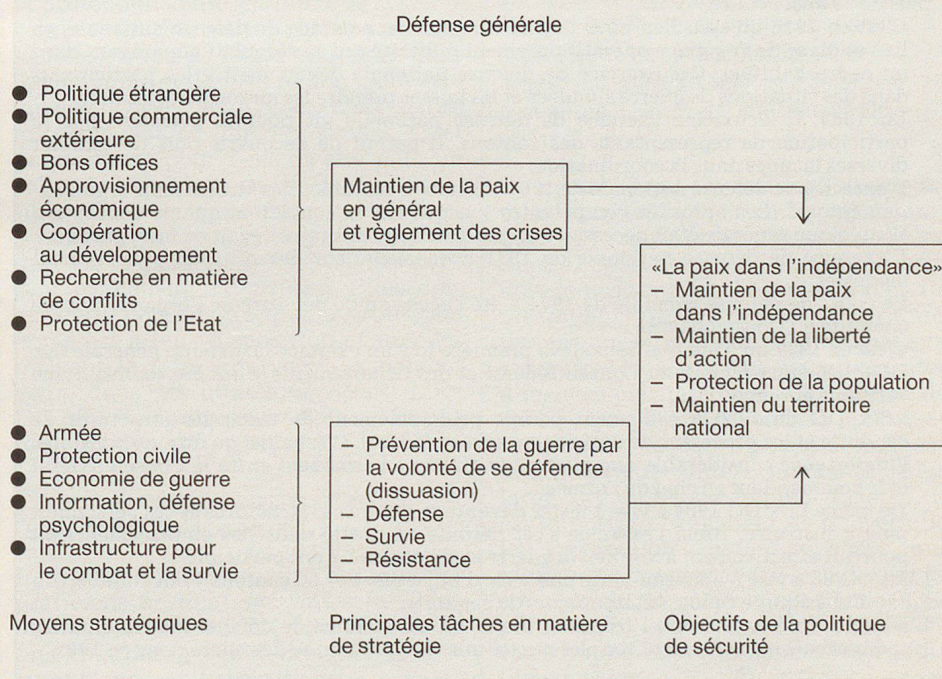 Défense générale
● Politique étrangère
● Politique commerciale
extérieure
● Bons offices
● Approvisionnement
économique
● Coopération
au développement
● Recherche en matière
de conflits
● Protection de l'Etat
Maintien de la paix
en général
et règlement des crises
«La paix dans l'indépendance»
– Maintien de la paix
dans l'indépendance
– Maintien de la liberté
d'action
– Protection de la population
– Maintien du territoire
national
● Armée
● Protection civile
● Economie de guerre
● Information, défense
psychologique
● Infrastructure pour
le combat et la survie
– Prévention de la guerre par
la volonté de se défendre
(dissuasion)
– Défense
– Survie
– Résistance
Moyens stratégiques
Principales tâches en matière
de stratégie
Objectifs de la politique
de sécurité